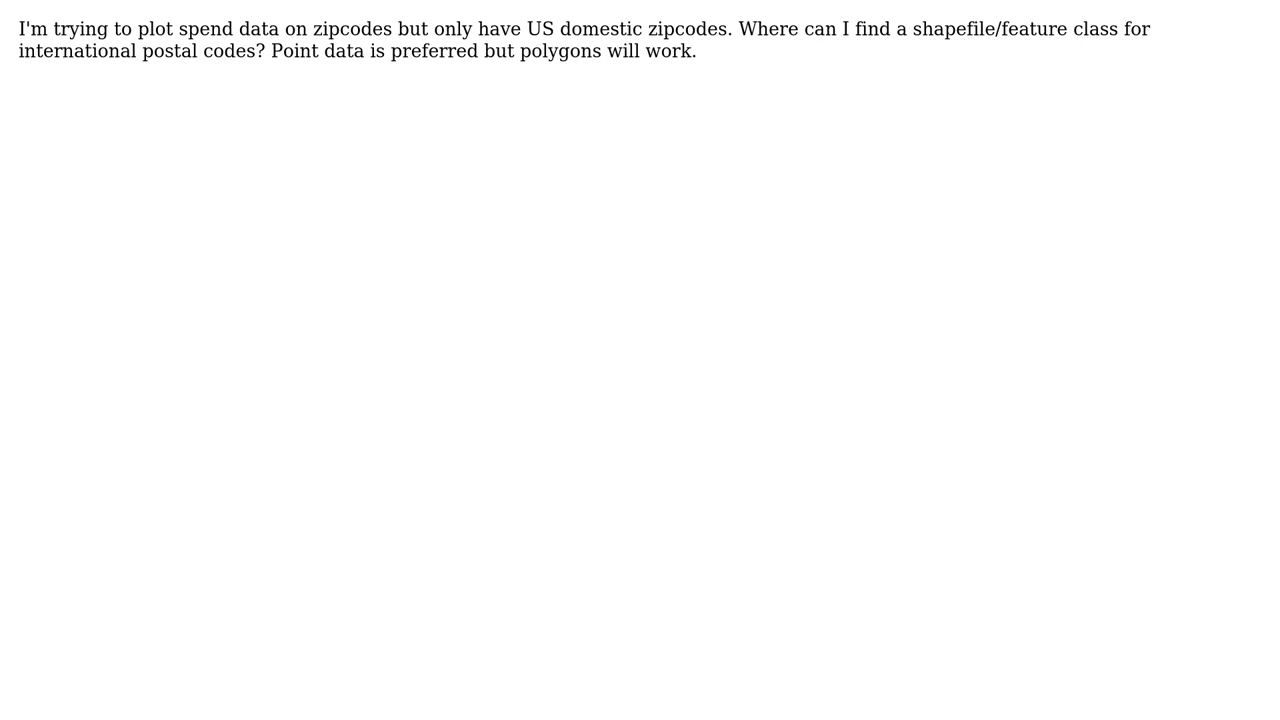 I'm trying to plot spend data on zipcodes but only have US domestic zipcodes. Where can I find a shapefile/feature class for
international postal codes? Point data is preferred but polygons will work.